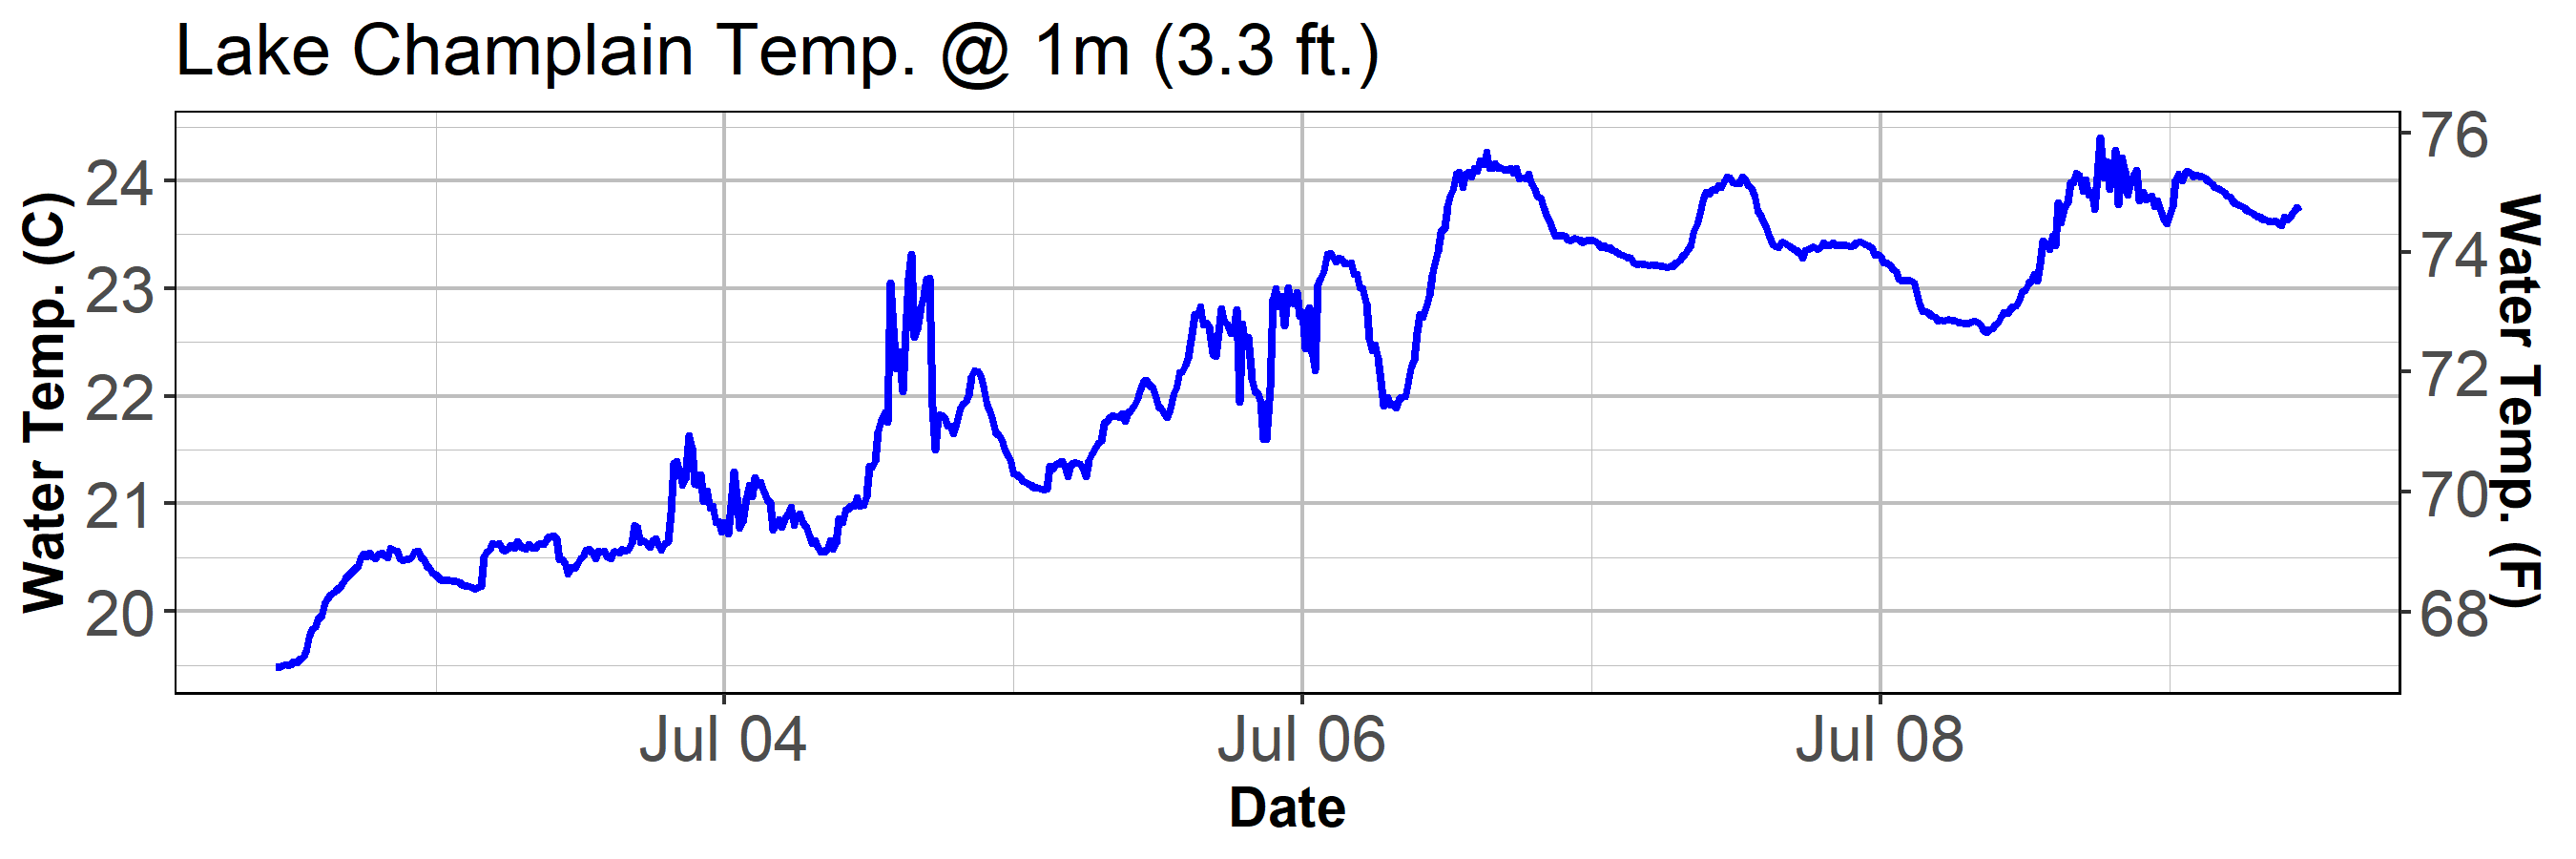 Lake Champlain Temp. @ 1m (3.3 ft.)
Water Temp. (C)
24
23
22
21
20
76
74
72
70
68
Water Temp. (F)
Jul 04
Jul 06
Jul 08
Date